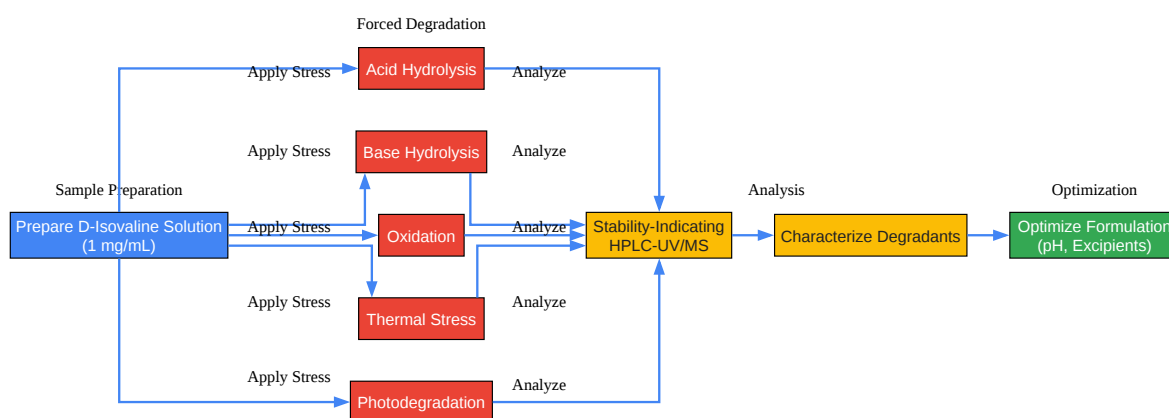 Forced Degradation
Apply Stress
Acid Hydrolysis
Analyze
Apply Stress
Base Hydrolysis
Analyze
Sample Preparation
Analysis
Optimization
Prepare D-Isovaline Solution
(1 mg/mL)
Apply Stress
Oxidation
Analyze
Stability-Indicating
HPLC-UV/MS
Characterize Degradants
Optimize Formulation
(pH, Excipients)
Apply Stress
Thermal Stress
Analyze
Apply Stress
Photodegradation
Analyze